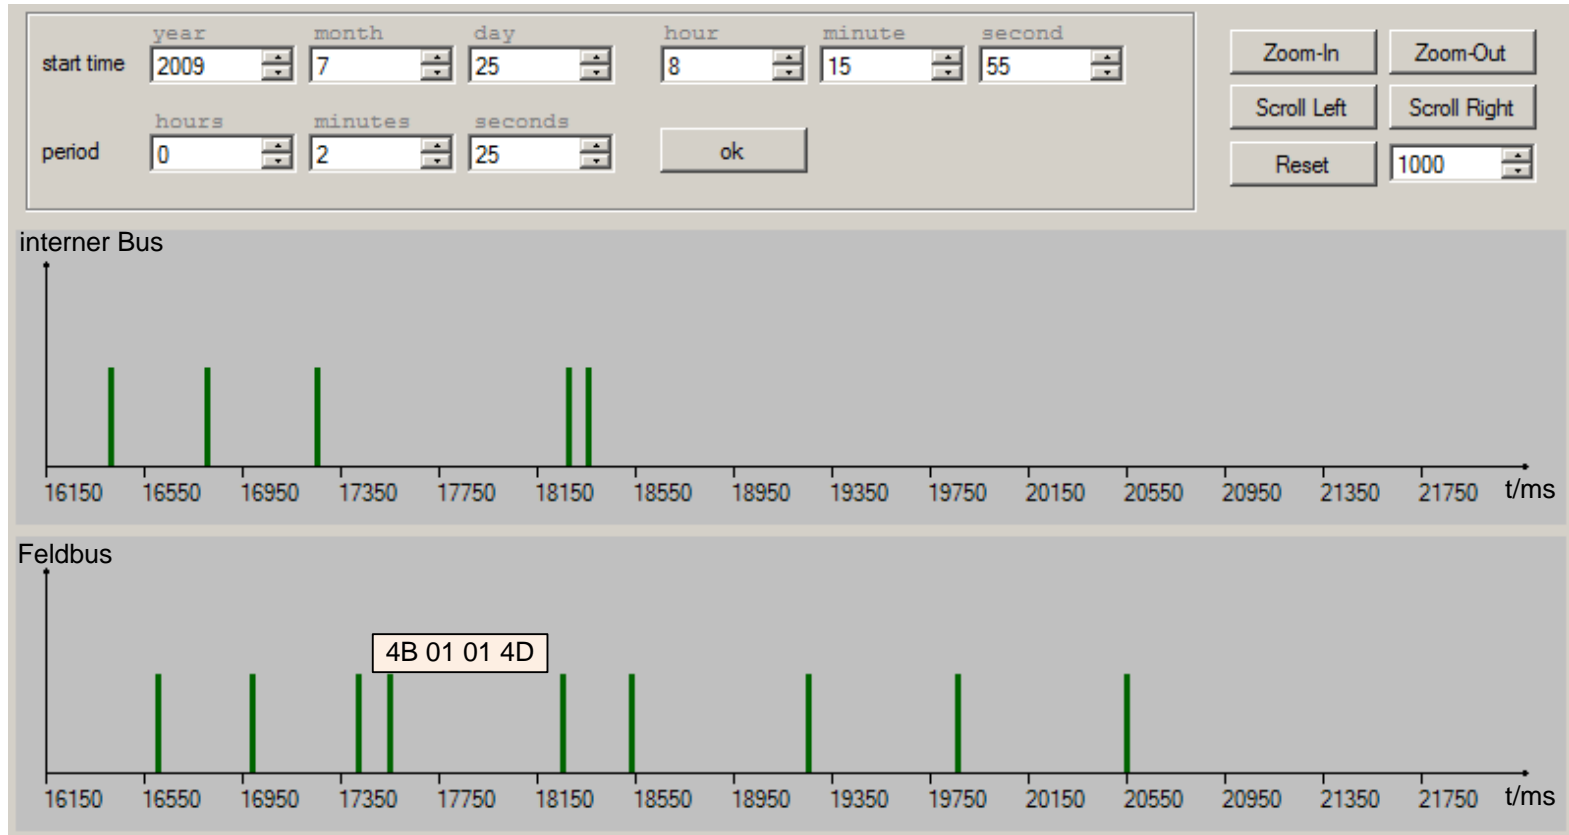 year month day hour minute second
start time 2009 7 25 8 15 55
Zoom-In Zoom-Out
Scroll Left Scroll Right
hours minutes seconds
period 0 2 25 ok
Reset 1000
interner Bus
16150 16550 16950 17350 17750 18150 18550 18950 19350 19750 20150 20550 20950 21350 21750 t/ms
Feldbus
4B 01 01 4D
16150 16550 16950 17350 17750 18150 18550 18950 19350 19750 20150 20550 20950 21350 21750 t/ms